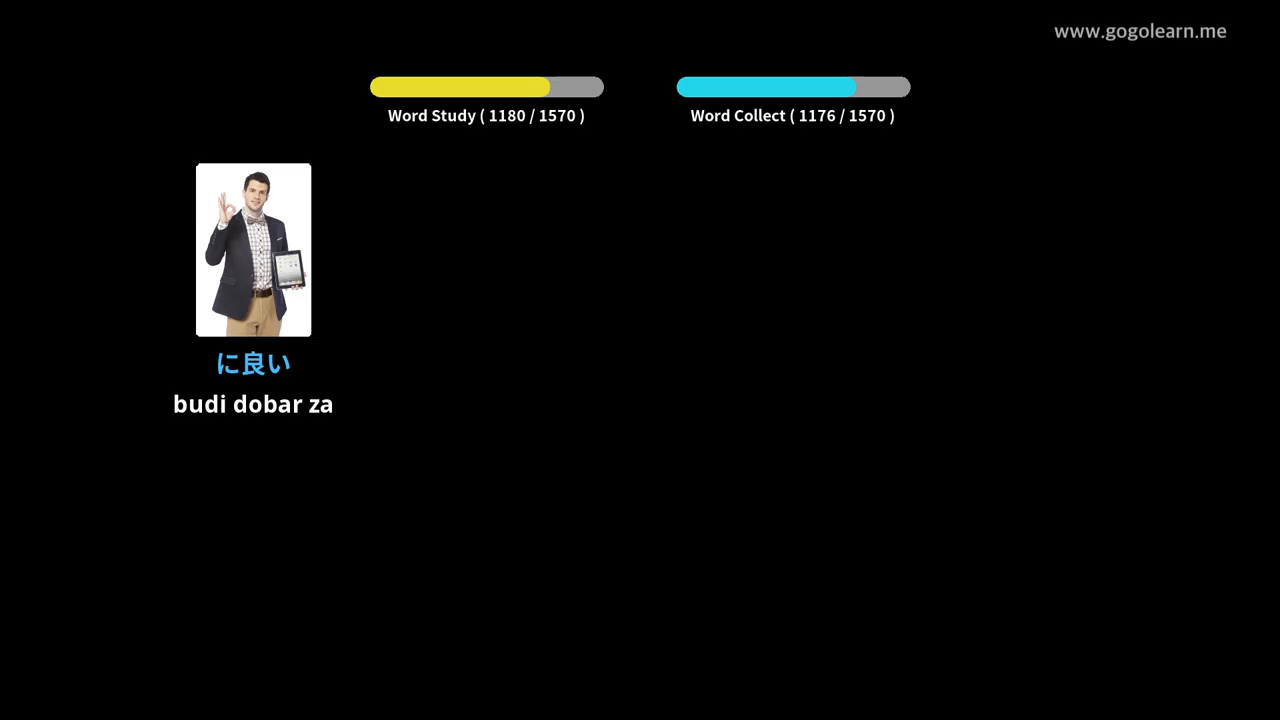 www.gogolearn.me
Word Study ( 1180 / 1570 )
Word Collect ( 1176 / 1570 )
に良い
budi dobar za